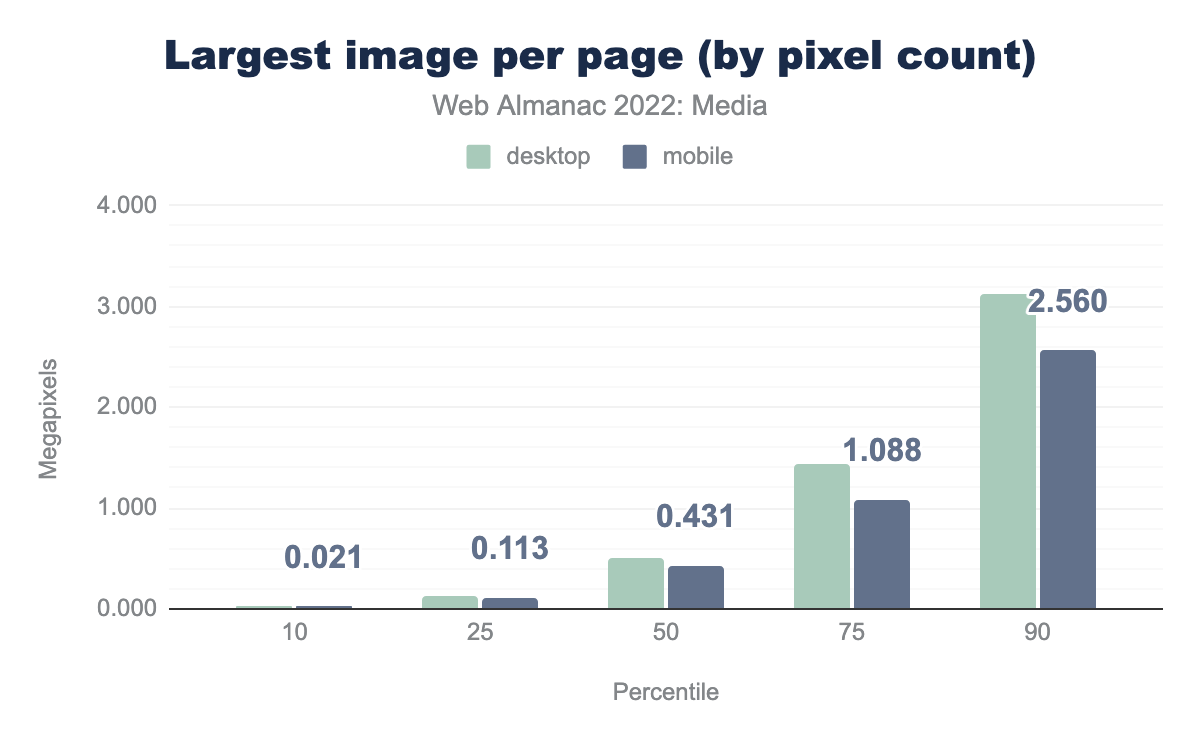 Largest image per page (by pixel count)
Web Almanac 2022: Media
desktop mobile
4.000
3.000
2.000
1.000
0.000
Megapixels
0.021
0.113
0.431
1.088
2.560
10 25 50 75 90
Percentile